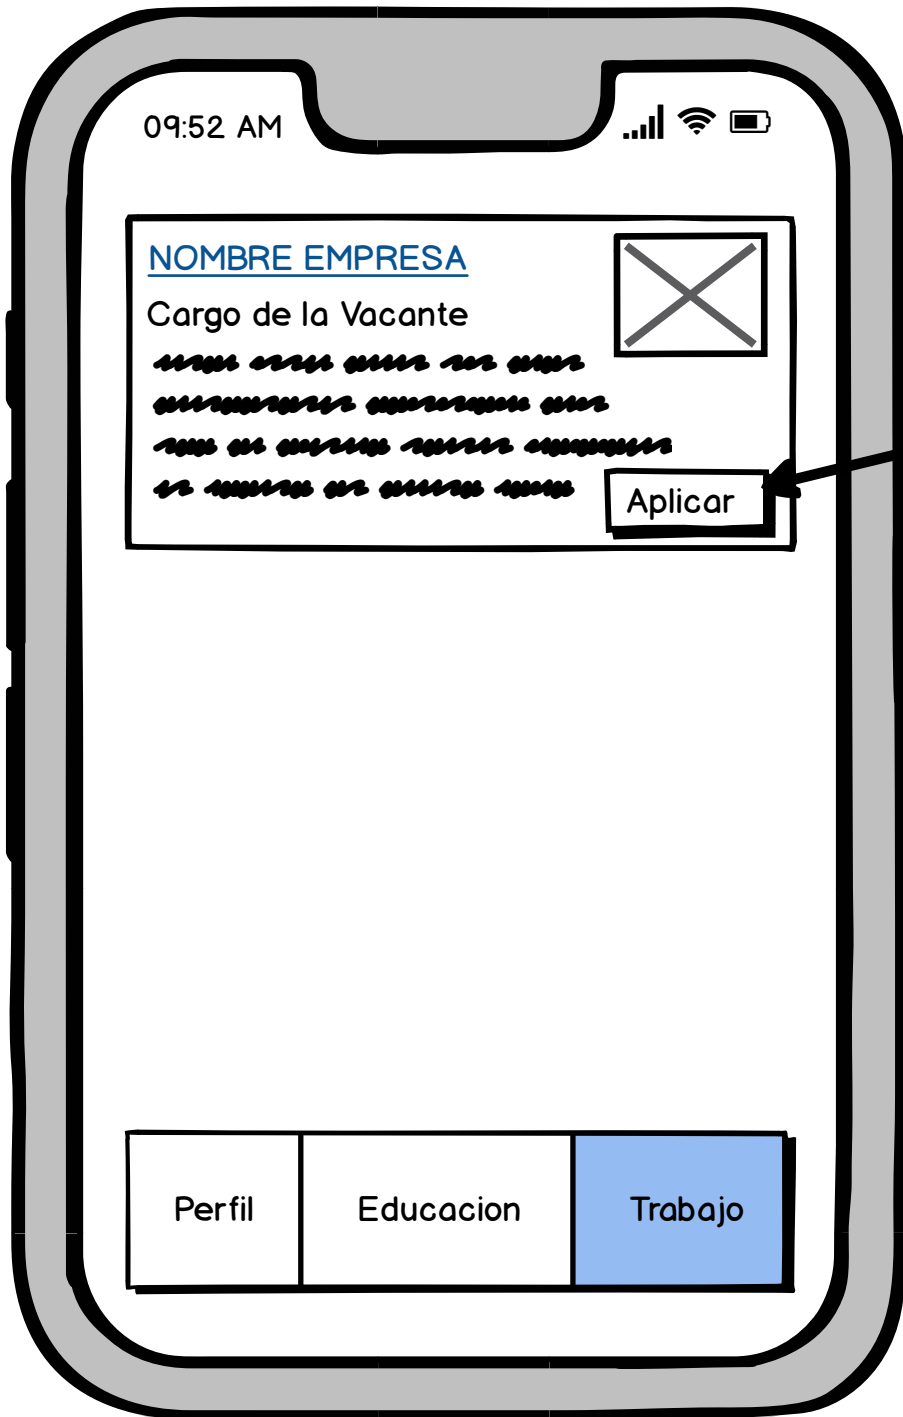 09:52 AM
NOMBRE EMPRESA
Cargo de la Vacante
Aplicar
Perfil
Educacion
Trabajo